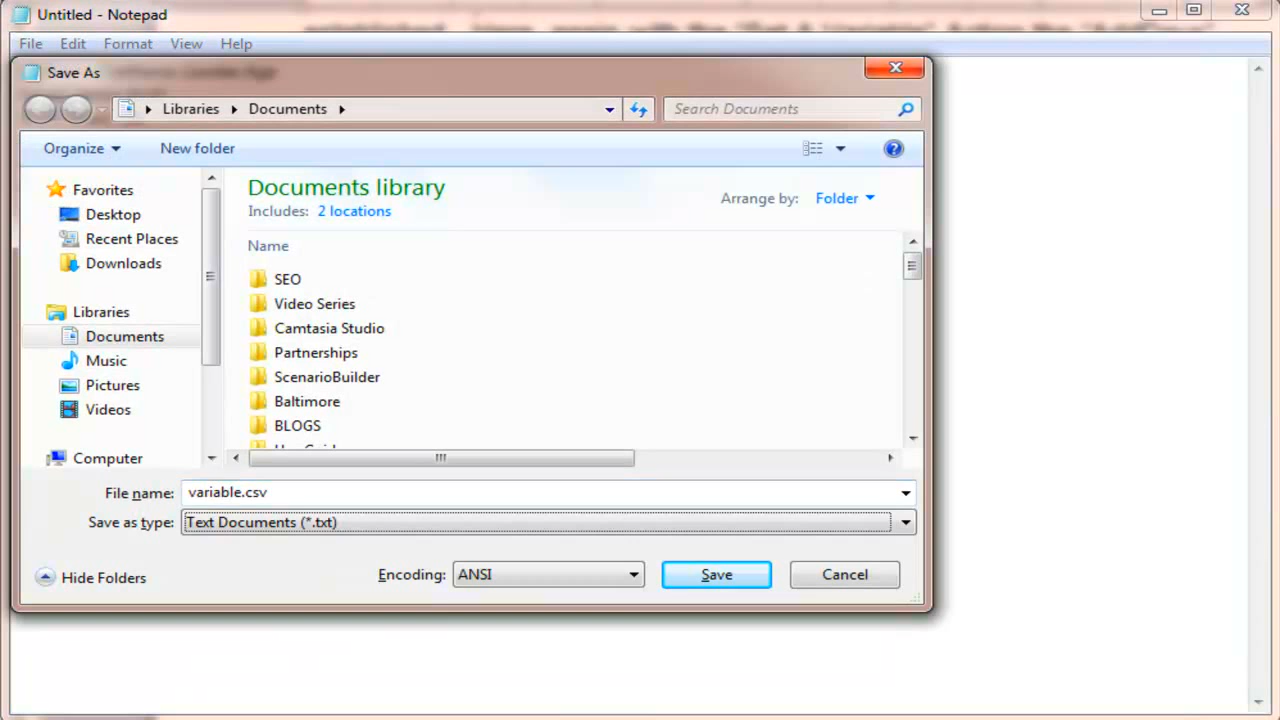 Untitled - Notepad
File Edit Format View Help
Save As
Libraries Documents
Search Documents
Organize New folder
Favorites
Desktop
Recent Places
Downloads
Libraries
Documents
Music
Pictures
Videos
Computer
Documents library
Includes: 2 locations
Arrange by: Folder
Name
SEO
Video Series
Camtasia Studio
Partnerships
ScenarioBuilder
Baltimore
BLOGS
File name: variable.csv
Save as type: Text Documents (*.txt)
Hide Folders
Encoding: ANSI
Save Cancel